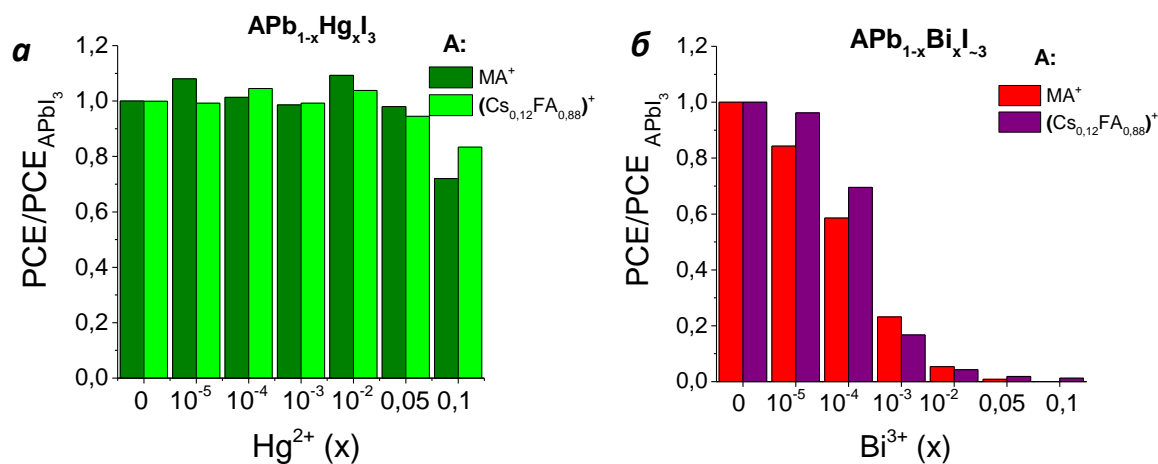 а
APb₁₋ₓHgₓI₃
A:
MA⁺
(Cs₀,₁₂FA₀,₈₈)⁺
PCE/PCE_APbI₃
1,2
1,0
0,8
0,6
0,4
0,2
0,0
0 10⁻⁵ 10⁻⁴ 10⁻³ 10⁻² 0,05 0,1
Hg²⁺ (x)
б
APb₁₋ₓBiₓI~₃
A:
MA⁺
(Cs₀,₁₂FA₀,₈₈)⁺
PCE/PCE APbI₃
1,2
1,0
0,8
0,6
0,4
0,2
0,0
0 10⁻⁵ 10⁻⁴ 10⁻³ 10⁻² 0,05 0,1
Bi³⁺ (x)